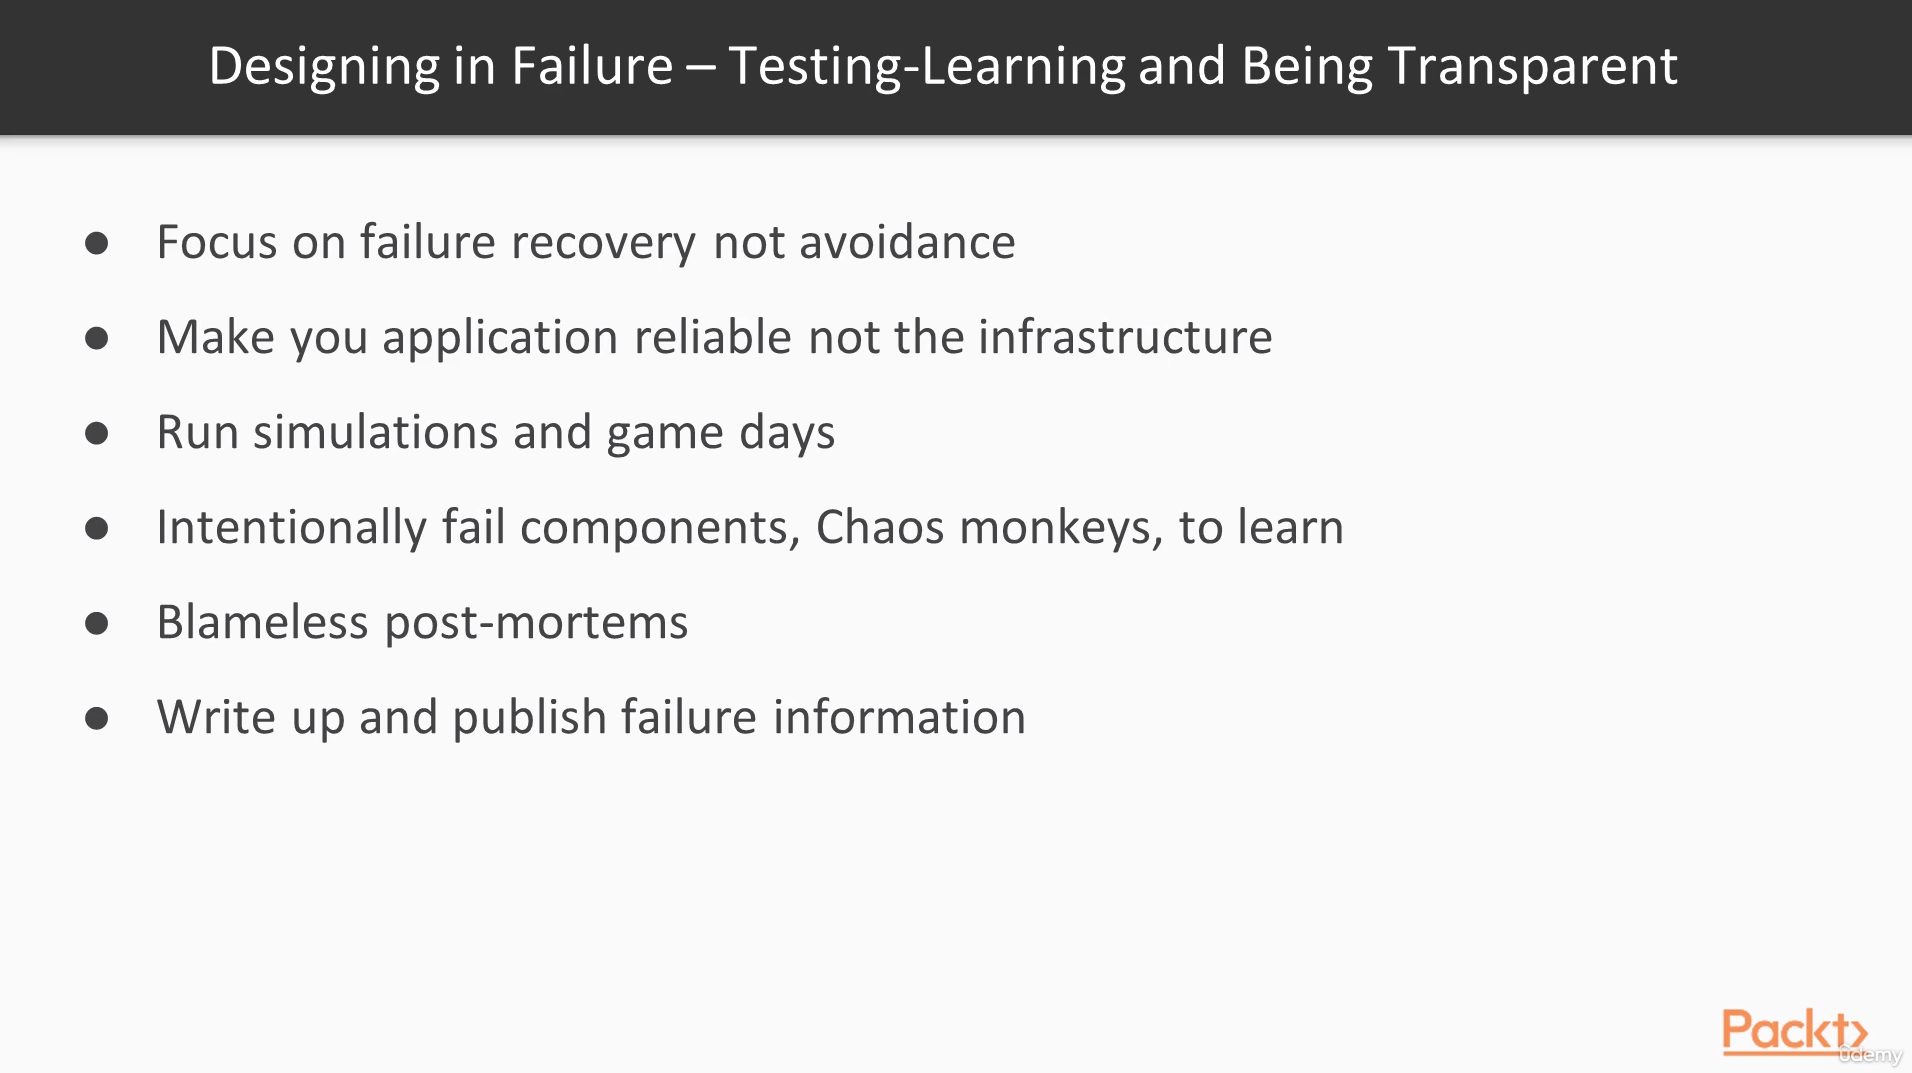 Designing in Failure – Testing-Learning and Being Transparent
● Focus on failure recovery not avoidance
● Make you application reliable not the infrastructure
● Run simulations and game days
● Intentionally fail components, Chaos monkeys, to learn
● Blameless post-mortems
● Write up and publish failure information
Packt>
ûdemy